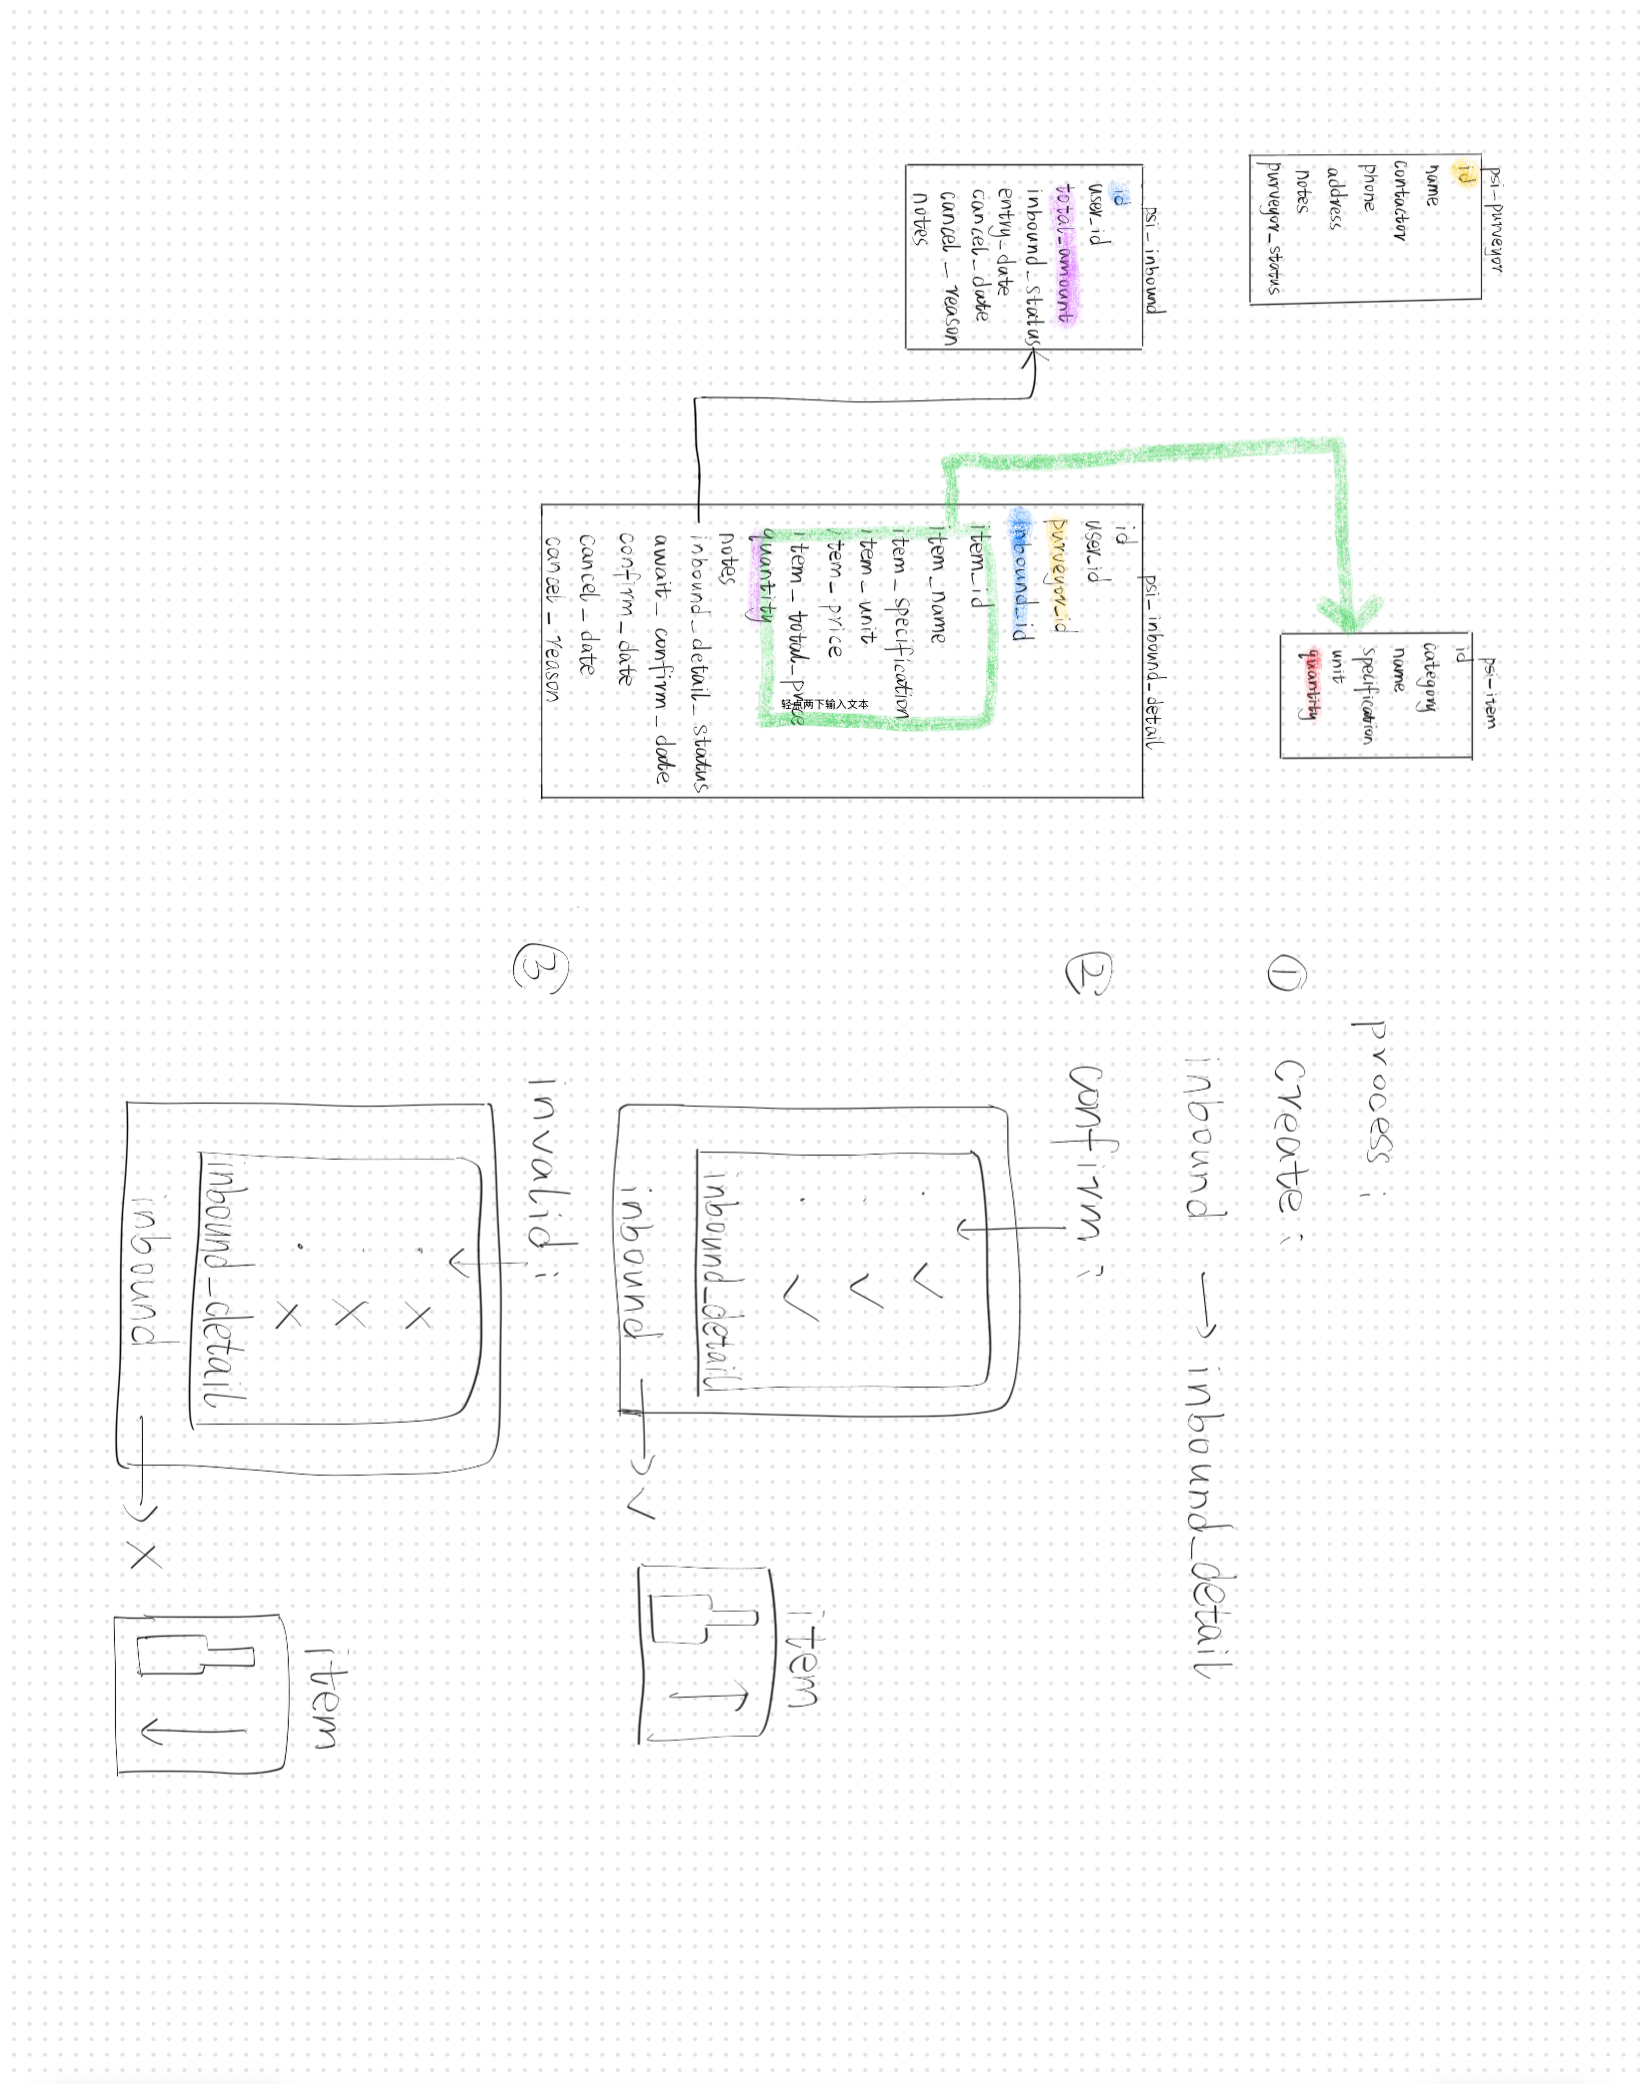 psi_purveyor
id
name
contactor
phone
address
notes
purveyor_status
psi_item
id
category
name
specification
unit
quantity
psi_inbound
id
user_id
total_amount
inbound_status
entry_date
cancel_date
cancel_reason
notes
psi_inbound_detail
id
user_id
purveyor_id
inbound_id
item_id
item_name
item_specification
item_unit
item_price
item_total_price
轻点两下输入文本
quantity
notes
inbound_detail_status
await_confirm_date
confirm_date
cancel_date
cancel_reason
process:
① create:
inbound → inbound_detail
② confirm:
inbound_detail
inbound → ✓
item
③ invalid:
inbound_detail
inbound → X
item